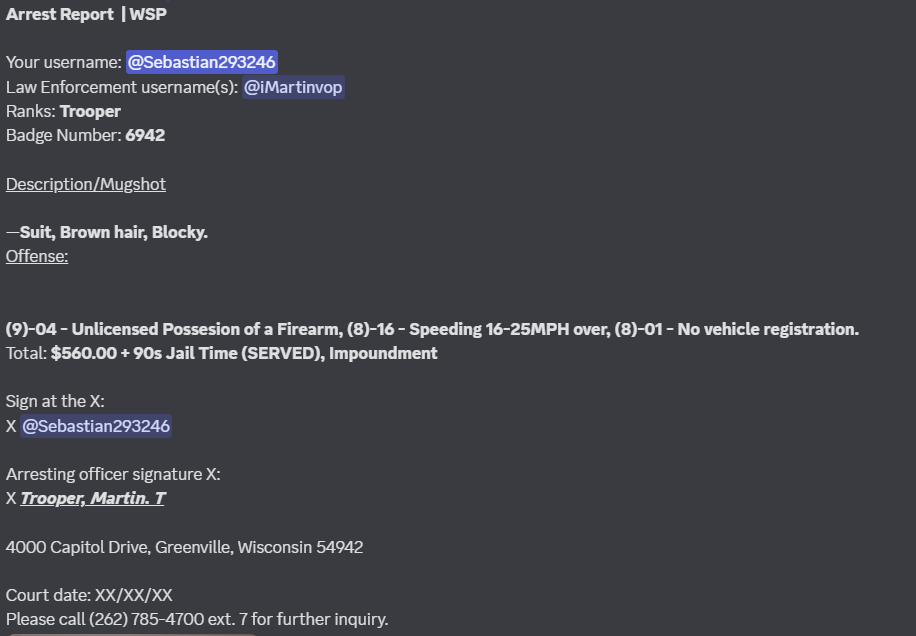 Arrest Report | WSP
Your username: @Sebastian293246
Law Enforcement username(s): @iMartinvop
Ranks: Trooper
Badge Number: 6942
Description/Mugshot
—Suit, Brown hair, Blocky.
Offense:
(9)-04 - Unlicensed Possesion of a Firearm, (8)-16 - Speeding 16-25MPH over, (8)-01 - No vehicle registration.
Total: $560.00 + 90s Jail Time (SERVED), Impoundment
Sign at the X:
X @Sebastian293246
Arresting officer signature X:
X Trooper, Martin. T
4000 Capitol Drive, Greenville, Wisconsin 54942
Court date: XX/XX/XX
Please call (262) 785-4700 ext. 7 for further inquiry.